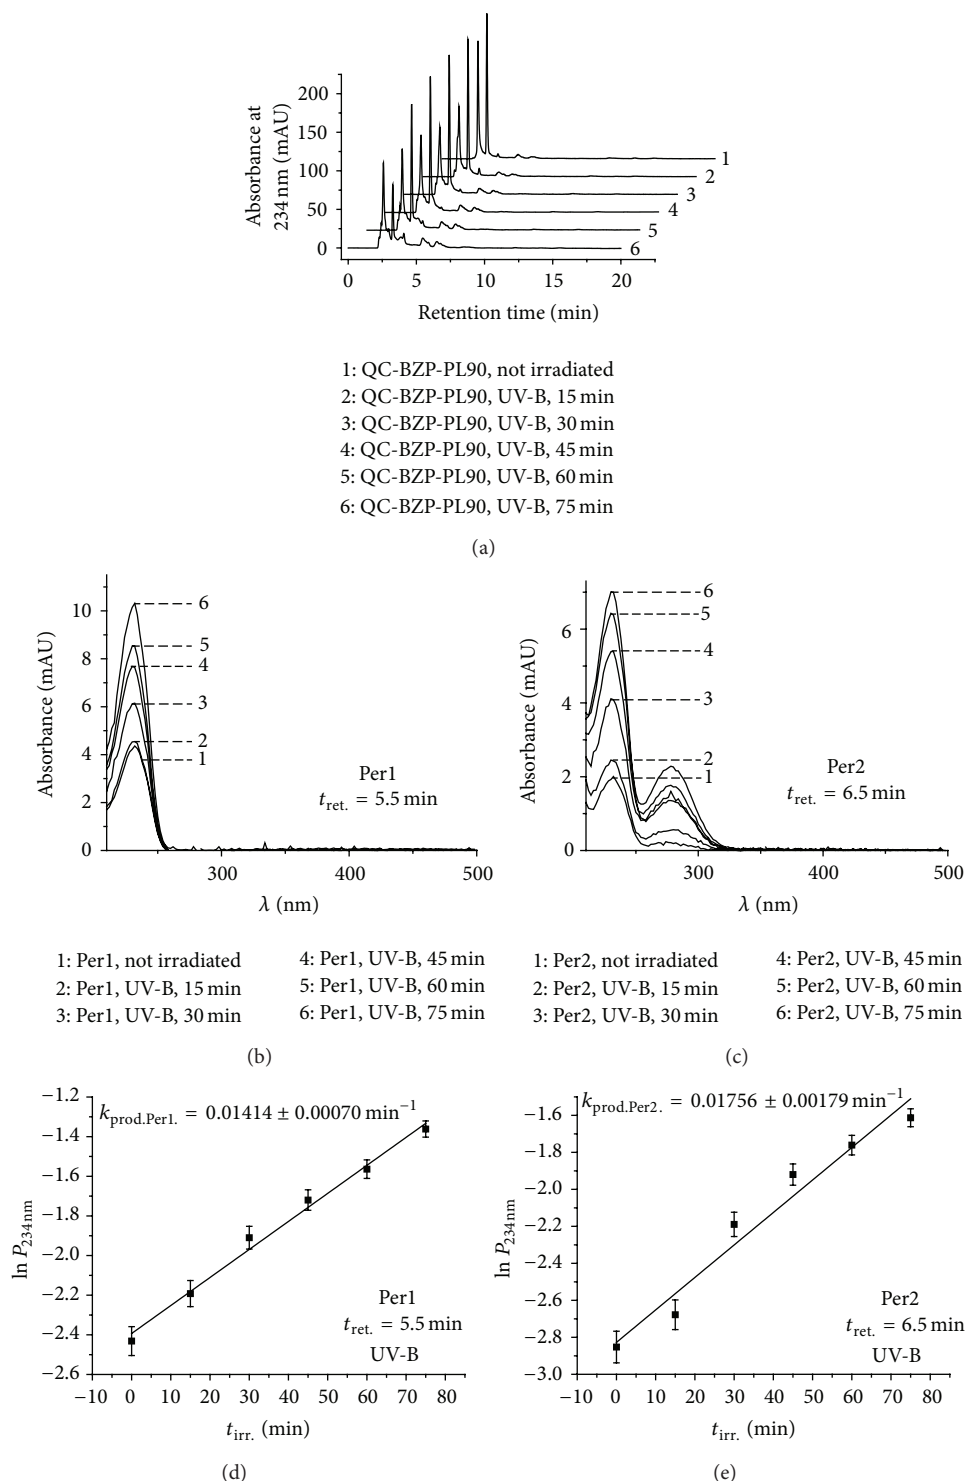 Absorbance at
234 nm (mAU)
200
150
100
50
0
1
2
3
4
5
6
0 5 10 15 20
Retention time (min)
1: QC-BZP-PL90, not irradiated
2: QC-BZP-PL90, UV-B, 15 min
3: QC-BZP-PL90, UV-B, 30 min
4: QC-BZP-PL90, UV-B, 45 min
5: QC-BZP-PL90, UV-B, 60 min
6: QC-BZP-PL90, UV-B, 75 min
(a)
Absorbance (mAU)
10
8
6
4
2
0
6
5
4
3
2
1
Per1
t_ret. = 5.5 min
300 400 500
λ (nm)
1: Per1, not irradiated
2: Per1, UV-B, 15 min
3: Per1, UV-B, 30 min
4: Per1, UV-B, 45 min
5: Per1, UV-B, 60 min
6: Per1, UV-B, 75 min
(b)
Absorbance (mAU)
6
4
2
0
6
5
4
3
2
1
Per2
t_ret. = 6.5 min
300 400 500
λ (nm)
1: Per2, not irradiated
2: Per2, UV-B, 15 min
3: Per2, UV-B, 30 min
4: Per2, UV-B, 45 min
5: Per2, UV-B, 60 min
6: Per2, UV-B, 75 min
(c)
ln P_234 nm
−1.2
−1.4
−1.6
−1.8
−2.0
−2.2
−2.4
−2.6
k_prod.Per1. = 0.01414 ± 0.00070 min⁻¹
Per1
t_ret. = 5.5 min
UV-B
−10 0 10 20 30 40 50 60 70 80
t_irr. (min)
(d)
ln P_234 nm
−1.6
−1.8
−2.0
−2.2
−2.4
−2.6
−2.8
−3.0
k_prod.Per2. = 0.01756 ± 0.00179 min⁻¹
Per2
t_ret. = 6.5 min
UV-B
−10 0 10 20 30 40 50 60 70 80
t_irr. (min)
(e)